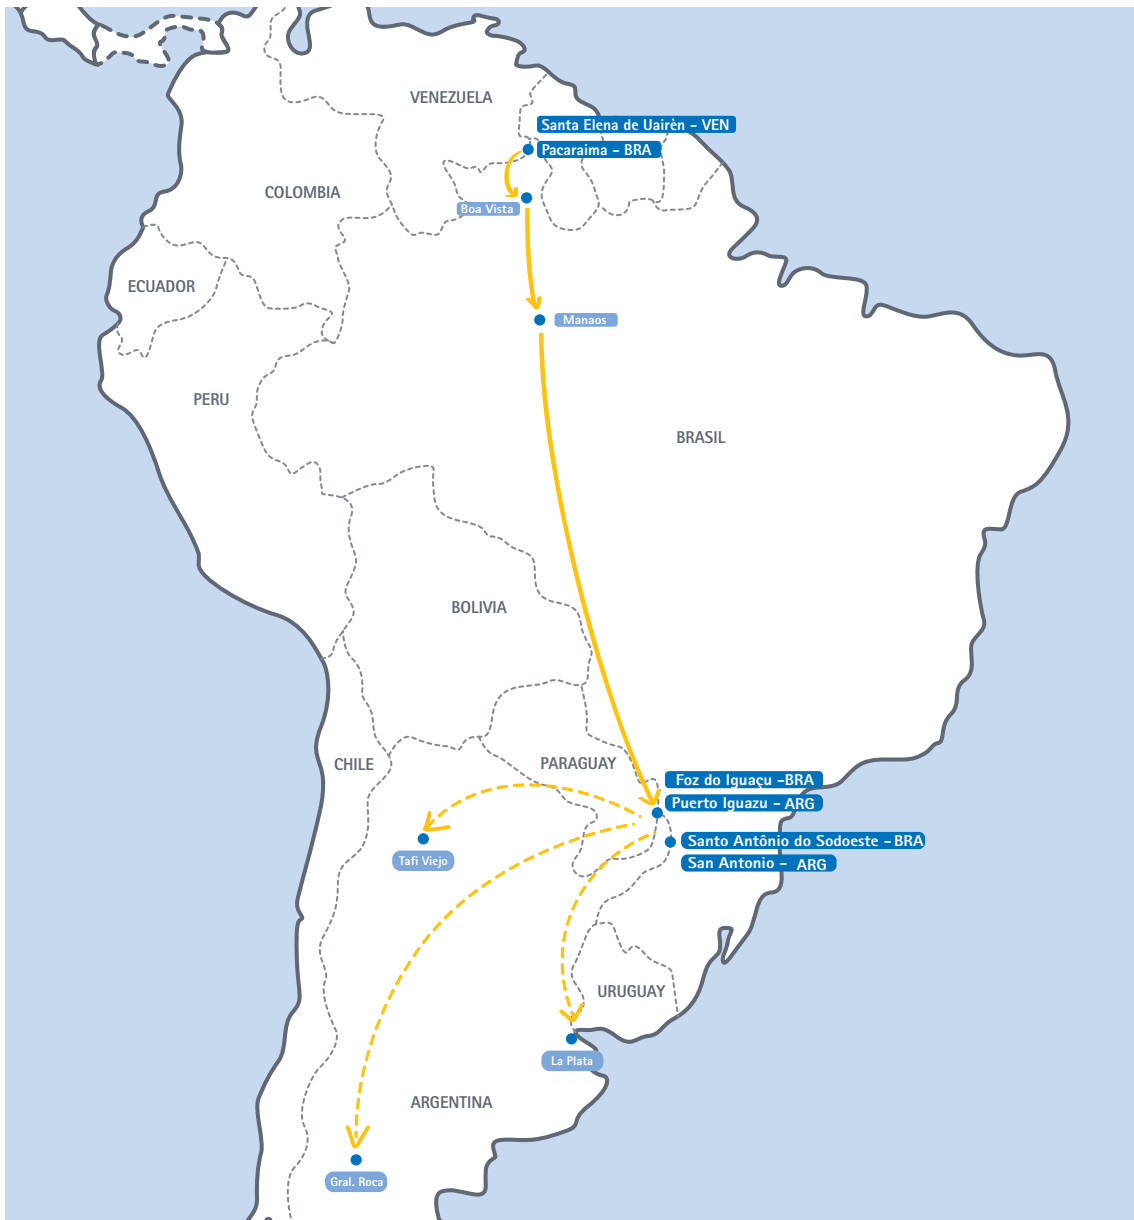 VENEZUELA
Santa Elena de Uairèn - VEN
Pacaraima - BRA
COLOMBIA
Boa Vista
ECUADOR
Manaos
PERU
BRASIL
BOLIVIA
CHILE
PARAGUAY
Foz do Iguaçu -BRA
Puerto Iguazu - ARG
Santo Antônio do Sodoeste - BRA
San Antonio - ARG
Tafi Viejo
URUGUAY
La Plata
ARGENTINA
Gral. Roca